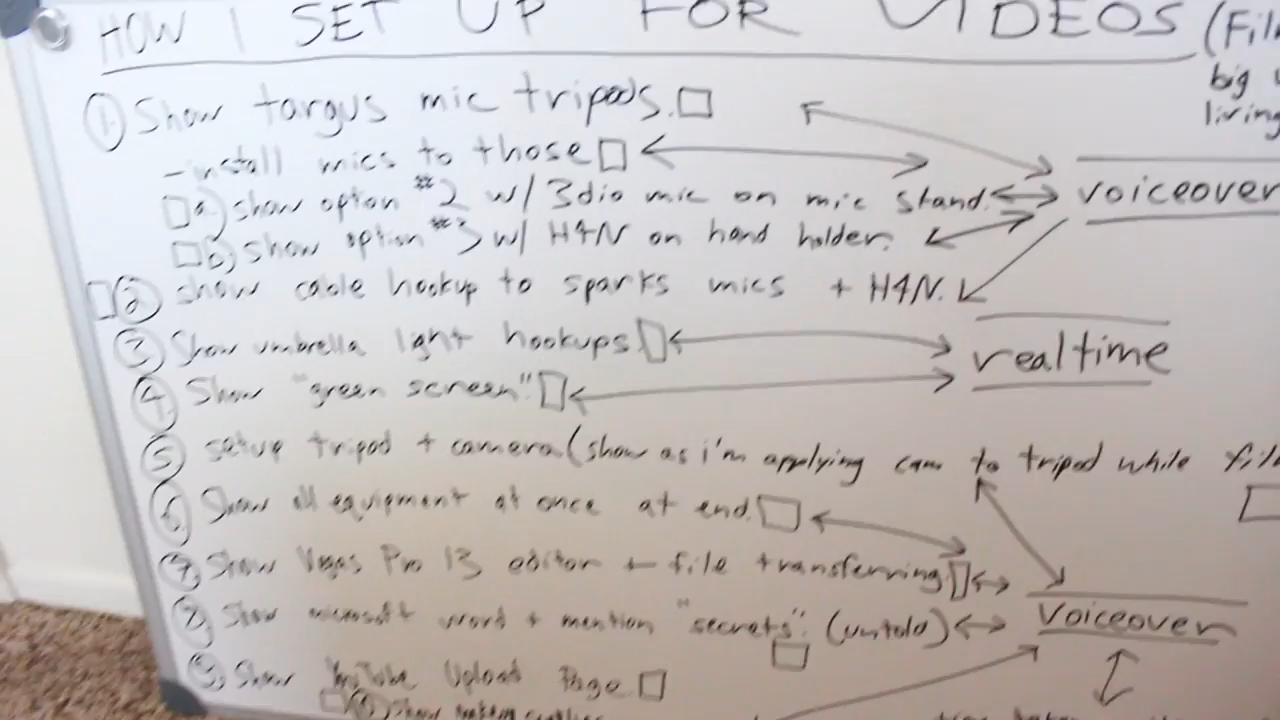 HOW I SET UP FOR VIDEOS (Fil
big
living
① Show targus mic tripods.
- install mics to those
a) show option #2 w/ 3dio mic on mic stand.
voiceover
b) show option #3 w/ H4N on hand holder.
② show cable hookup to sparks mics + H4N.
③ Show umbrella light hookups
realtime
④ Show "green screen".
⑤ setup tripod + camera (show as i'm applying cam to tripod while fil
⑥ Show all equipment at once at end.
⑦ Show Vegas Pro 13 editor + file transferring
⑧ Show microsoft word + mention "secrets". (untold)
Voiceover
⑨ Show YouTube Upload Page.
Show